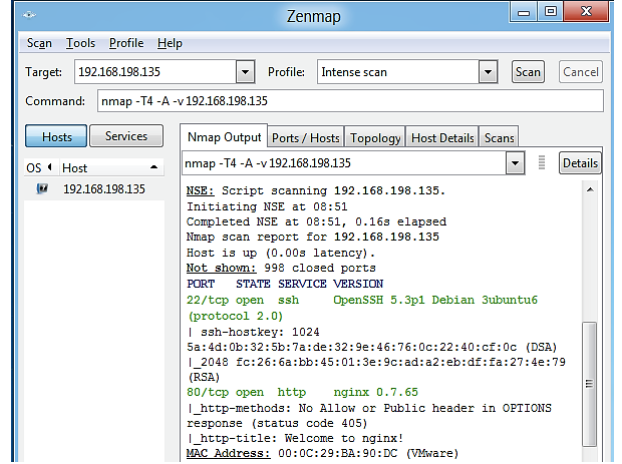 Zenmap
Scan Tools Profile Help
Target: 192.168.198.135 Profile: Intense scan Scan Cancel
Command: nmap -T4 -A -v 192.168.198.135
Hosts Services
Nmap Output Ports / Hosts Topology Host Details Scans
OS Host
192.168.198.135
nmap -T4 -A -v 192.168.198.135 Details
NSE: Script scanning 192.168.198.135.
Initiating NSE at 08:51
Completed NSE at 08:51, 0.16s elapsed
Nmap scan report for 192.168.198.135
Host is up (0.00s latency).
Not shown: 998 closed ports
PORT STATE SERVICE VERSION
22/tcp open ssh OpenSSH 5.3p1 Debian 3ubuntu6
(protocol 2.0)
| ssh-hostkey: 1024
5a:4d:0b:32:5b:7a:de:32:9e:46:76:0c:22:40:cf:0c (DSA)
|_2048 fc:26:6a:bb:45:01:3e:9c:ad:a2:eb:df:fa:27:4e:79
(RSA)
80/tcp open http nginx 0.7.65
|_http-methods: No Allow or Public header in OPTIONS
response (status code 405)
|_http-title: Welcome to nginx!
MAC Address: 00:0C:29:BA:90:DC (VMware)